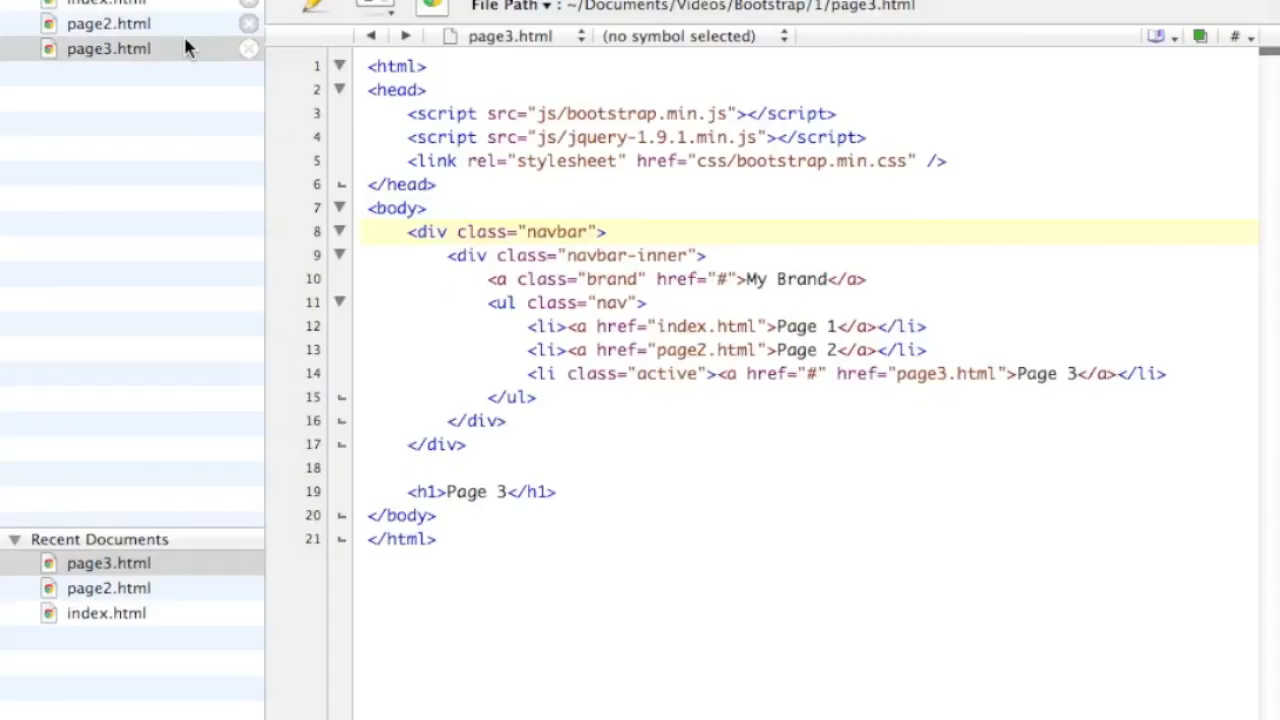 index.html
page2.html
page3.html
File Path ▾ : ~/Documents/Videos/Bootstrap/1/page3.html
page3.html (no symbol selected) #
1 <html>
2 <head>
3 <script src="js/bootstrap.min.js"></script>
4 <script src="js/jquery-1.9.1.min.js"></script>
5 <link rel="stylesheet" href="css/bootstrap.min.css" />
6 </head>
7 <body>
8 <div class="navbar">
9 <div class="navbar-inner">
10 <a class="brand" href="#">My Brand</a>
11 <ul class="nav">
12 <li><a href="index.html">Page 1</a></li>
13 <li><a href="page2.html">Page 2</a></li>
14 <li class="active"><a href="#" href="page3.html">Page 3</a></li>
15 </ul>
16 </div>
17 </div>
18
19 <h1>Page 3</h1>
20 </body>
21 </html>
Recent Documents
page3.html
page2.html
index.html